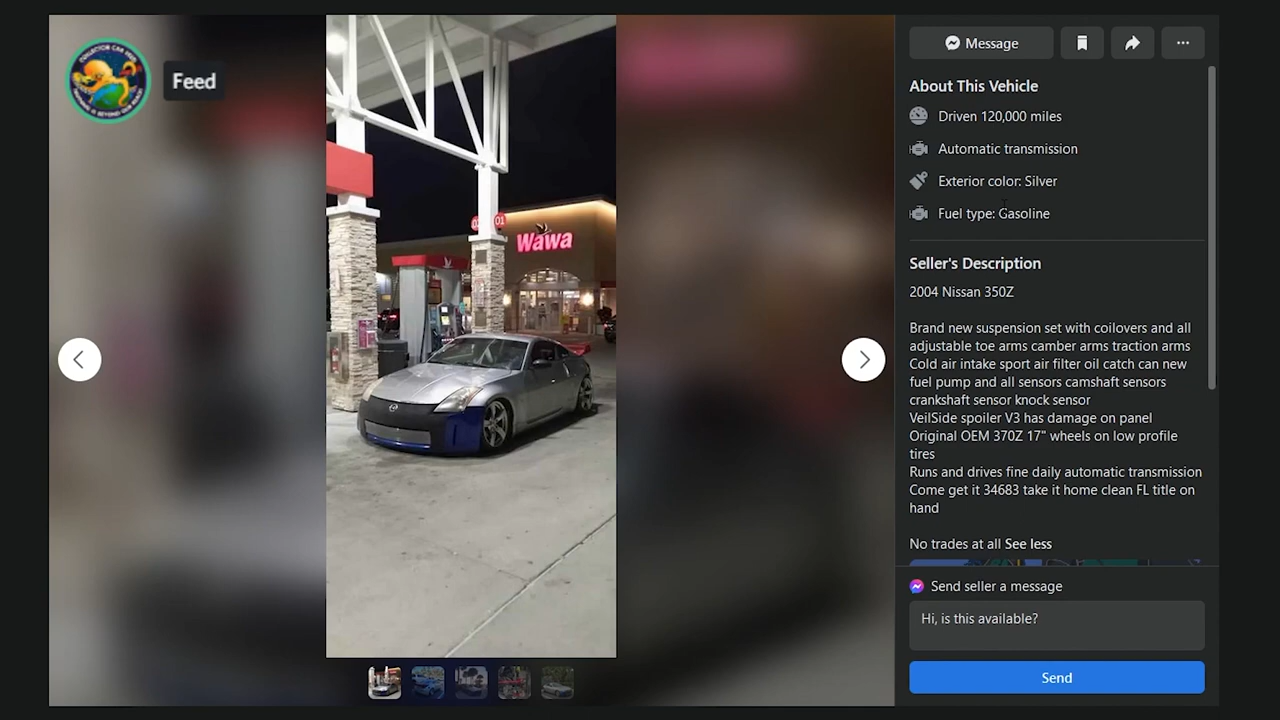 COLLECTOR CAR FEED
Feed
Wawa
01
Message
About This Vehicle
Driven 120,000 miles
Automatic transmission
Exterior color: Silver
Fuel type: Gasoline
Seller's Description
2004 Nissan 350Z
Brand new suspension set with coilovers and all
adjustable toe arms camber arms traction arms
Cold air intake sport air filter oil catch can new
fuel pump and all sensors camshaft sensors
crankshaft sensor knock sensor
VeilSide spoiler V3 has damage on panel
Original OEM 370Z 17" wheels on low profile
tires
Runs and drives fine daily automatic transmission
Come get it 34683 take it home clean FL title on
hand
No trades at all See less
Send seller a message
Hi, is this available?
Send